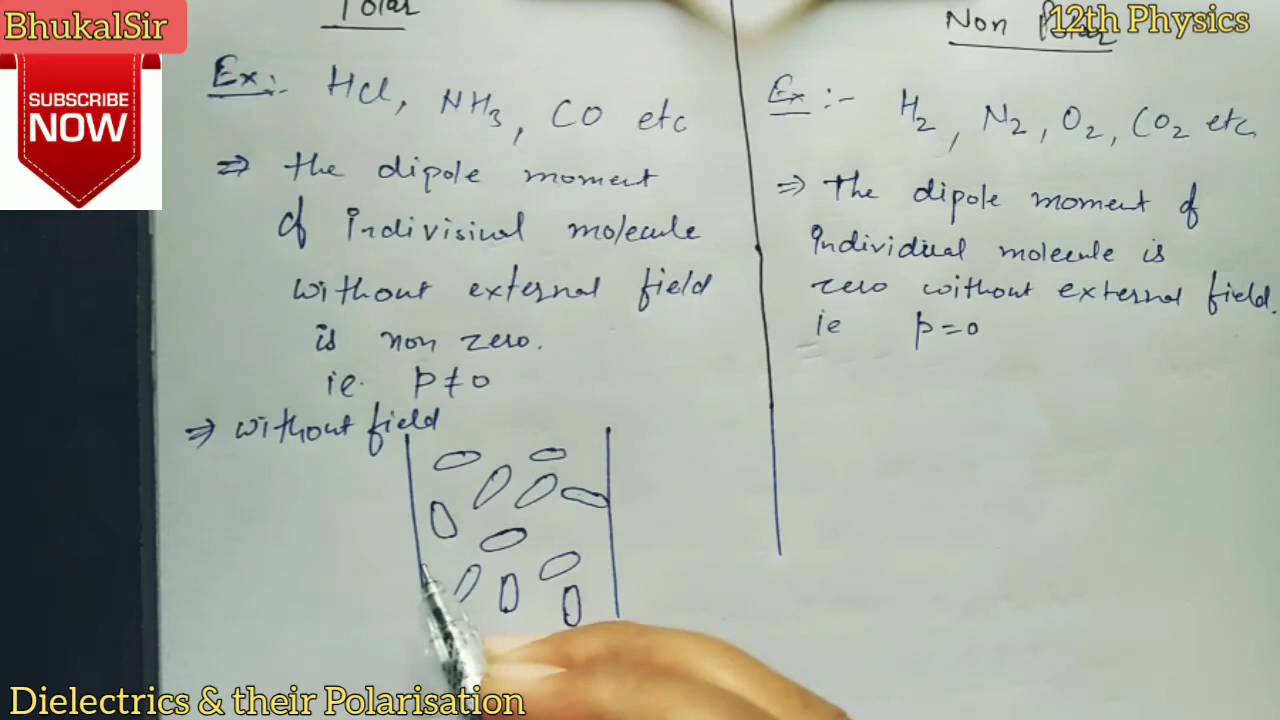 BhukalSir
12th Physics
SUBSCRIBE
NOW
Polar
Ex:- HCl, NH3, CO etc
⇒ the dipole moment
of Indivisiual molecule
without external field
is non zero.
ie. p ≠ 0
⇒ without field
Non Polar
Ex :- H2, N2, O2, CO2 etc.
⇒ The dipole moment of
Individual molecule is
zero without external field.
ie p = 0
Dielectrics & their Polarisation